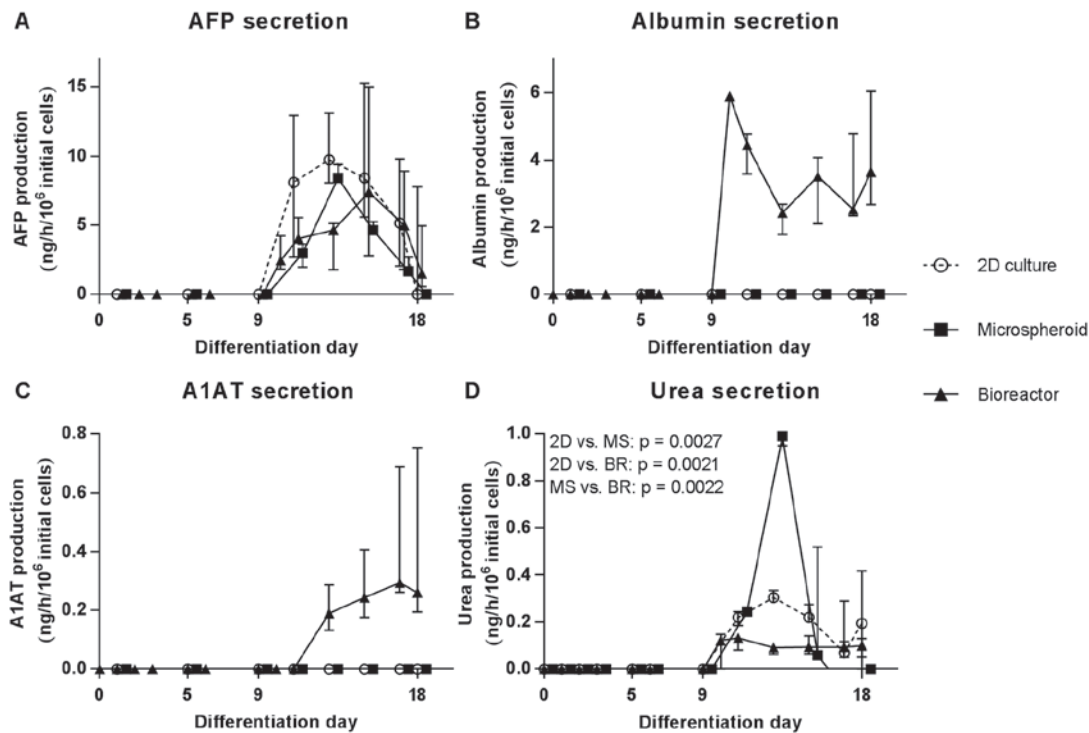 A AFP secretion
15
10
5
0
AFP production
(ng/h/10⁶ initial cells)
0 5 9 18
Differentiation day
B Albumin secretion
6
4
2
0
Albumin production
(ng/h/10⁶ initial cells)
0 5 9 18
Differentiation day
2D culture
Microspheroid
Bioreactor
C A1AT secretion
0.8
0.6
0.4
0.2
0.0
A1AT production
(ng/h/10⁶ initial cells)
0 5 9 18
Differentiation day
D Urea secretion
2D vs. MS: p = 0.0027
2D vs. BR: p = 0.0021
MS vs. BR: p = 0.0022
1.0
0.8
0.6
0.4
0.2
0.0
Urea production
(ng/h/10⁶ initial cells)
0 5 9 18
Differentiation day